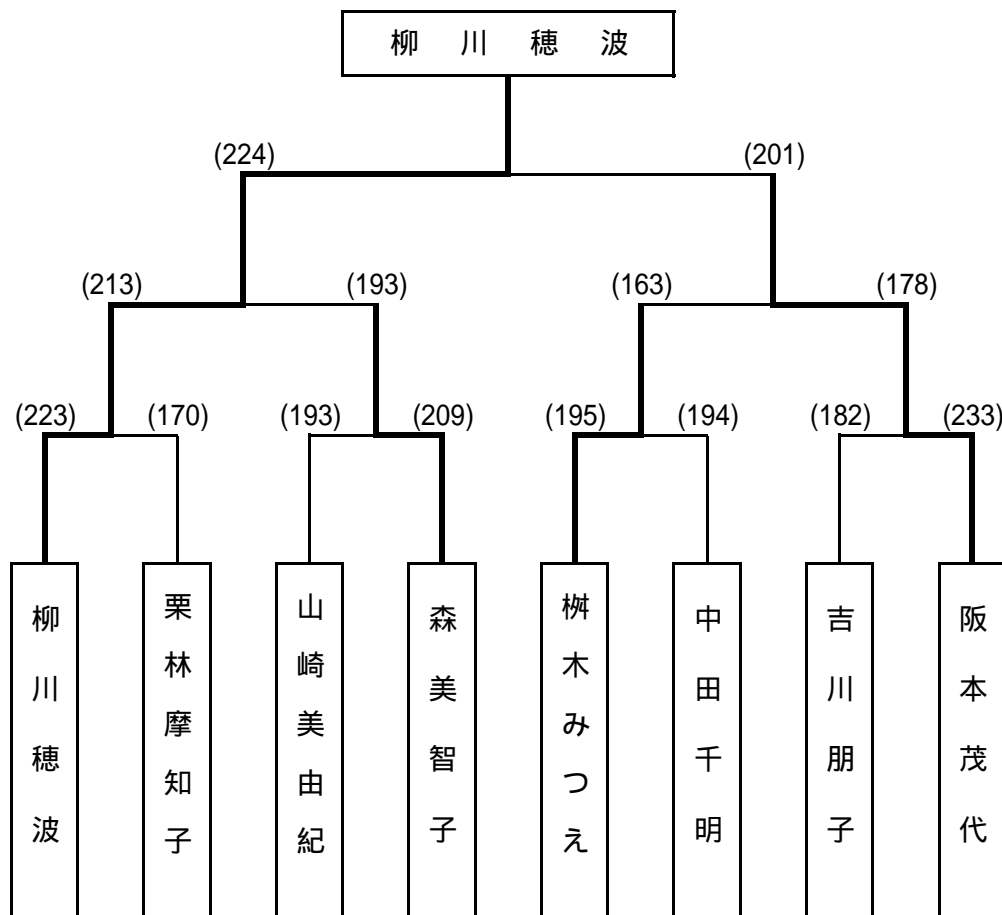 柳川穂波
(224) (201)
(213) (193) (163) (178)
(223) (170) (193) (209) (195) (194) (182) (233)
柳川穂波
栗林摩知子
山崎美由紀
森美智子
桝木みつえ
中田千明
吉川朋子
阪本茂代